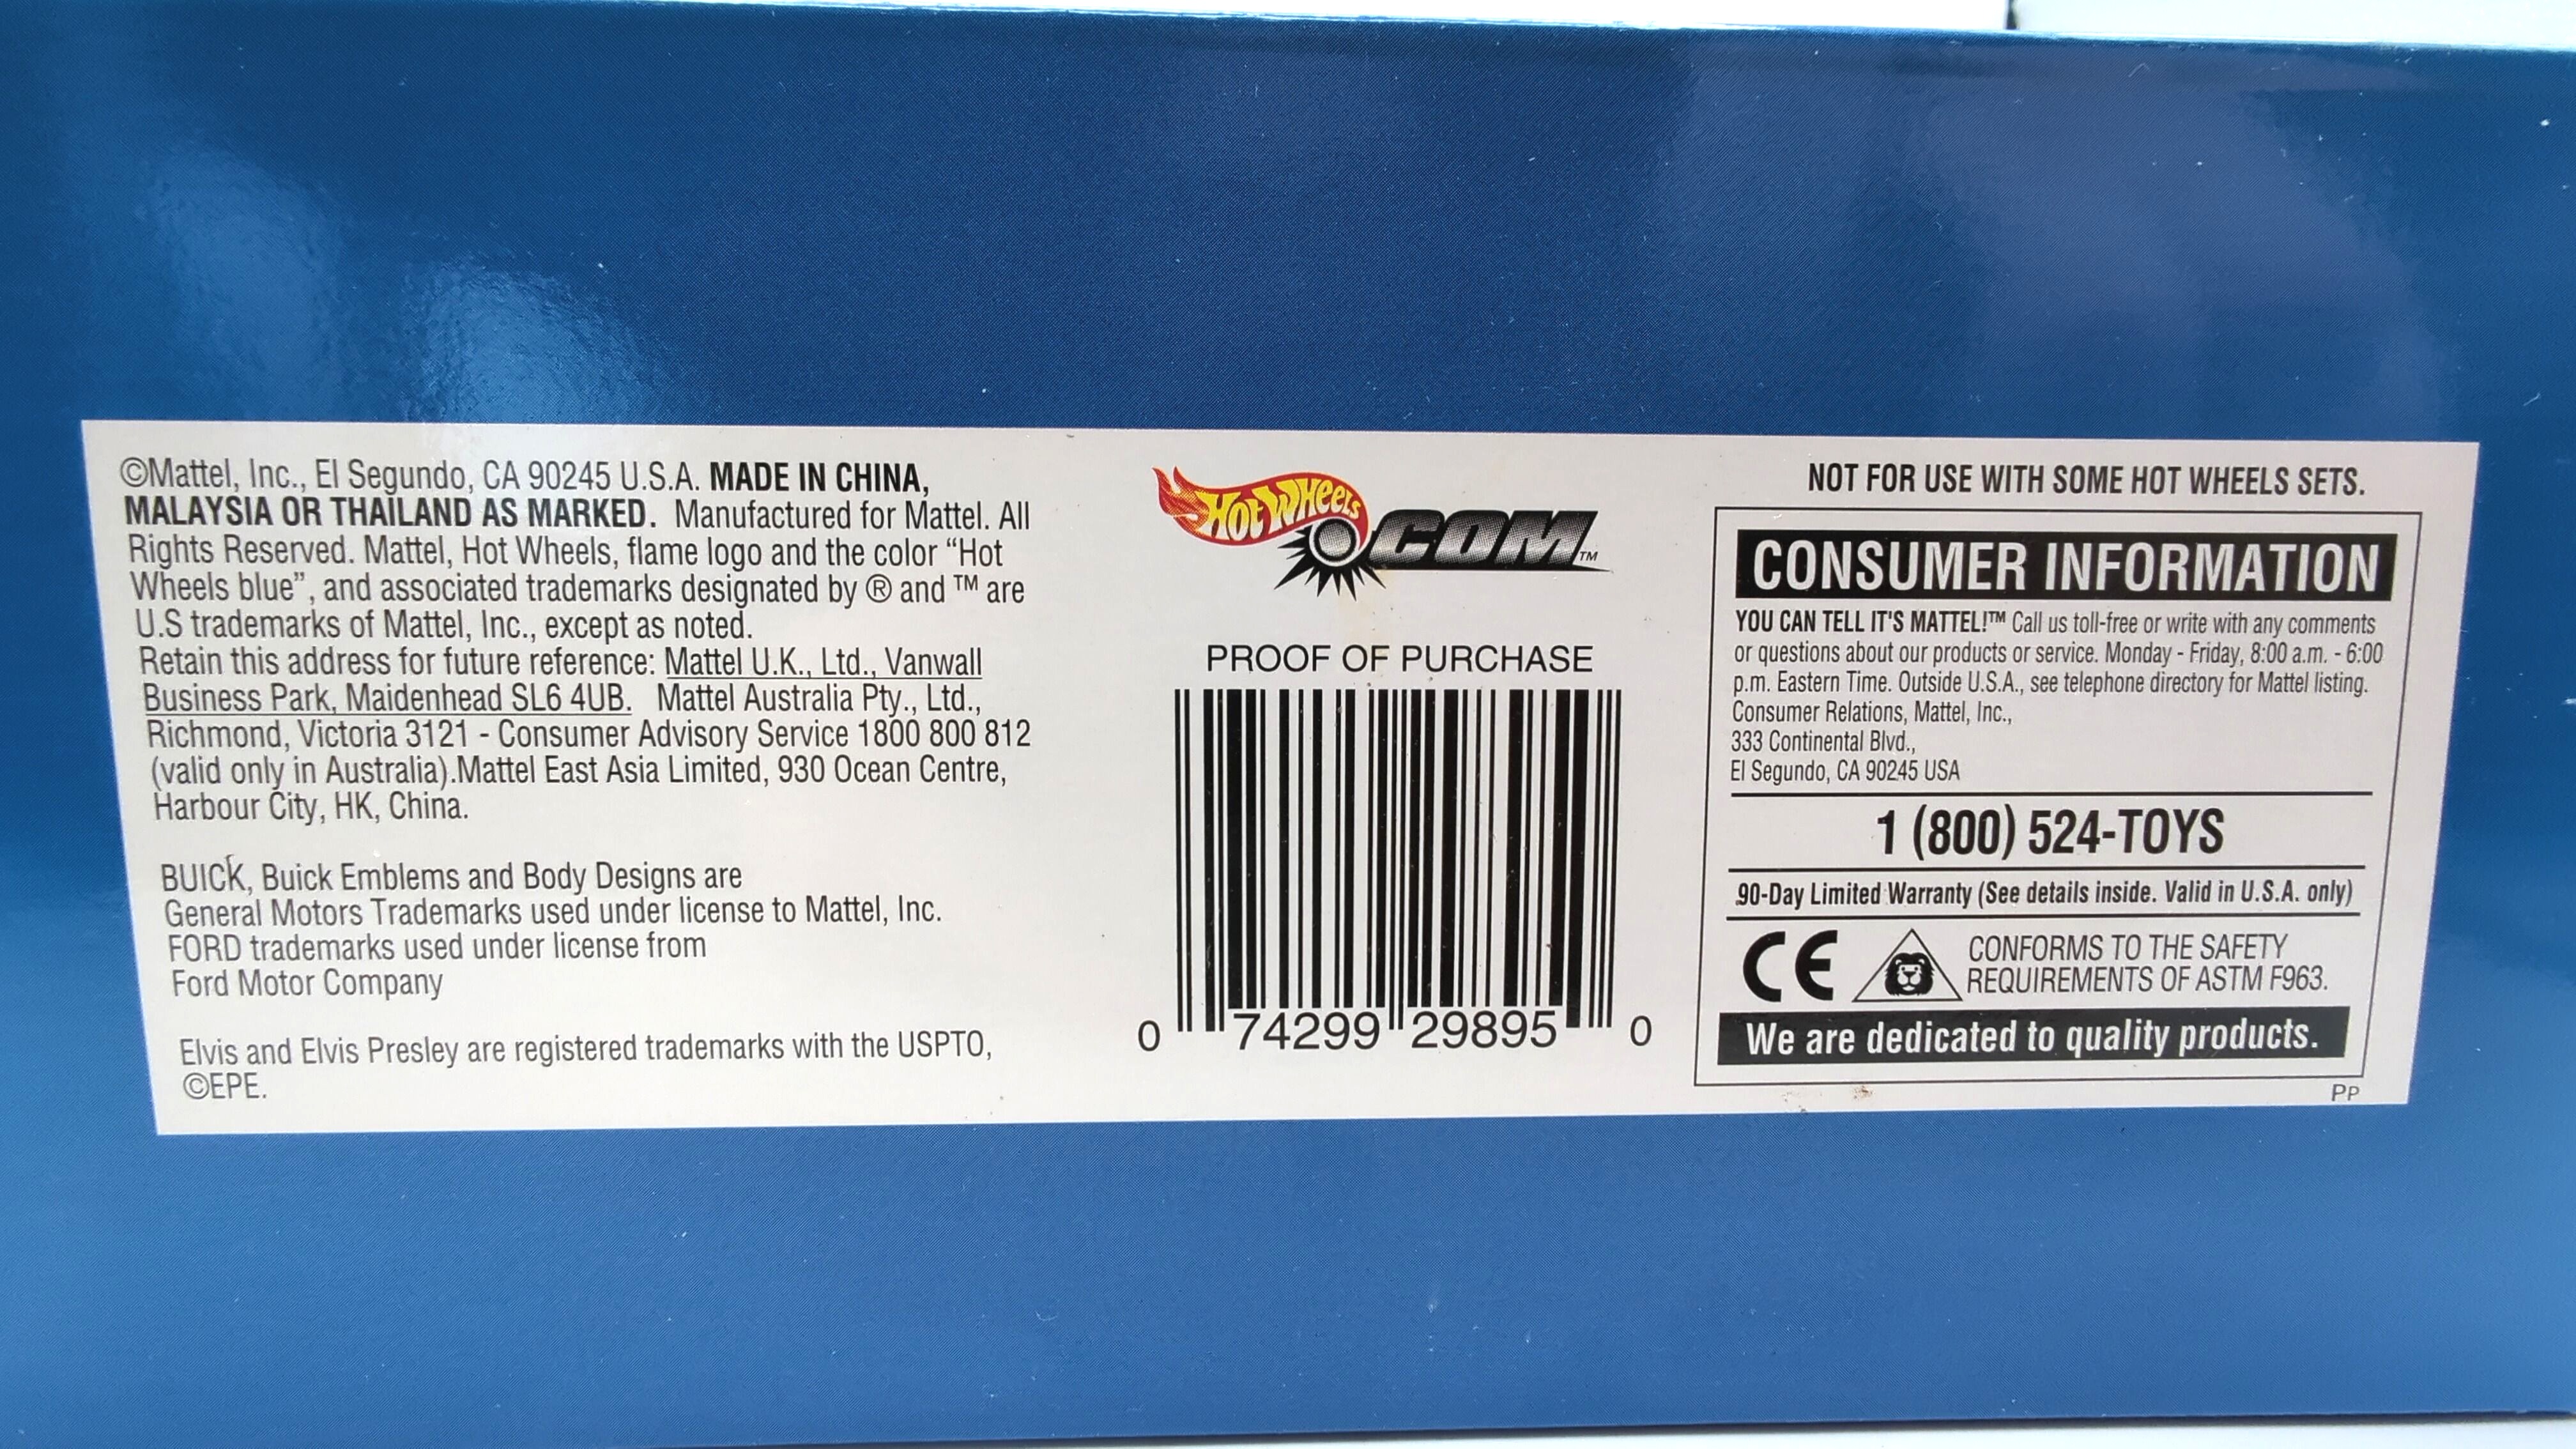 ©Mattel, Inc., El Segundo, CA 90245 U.S.A. MADE IN CHINA,
MALAYSIA OR THAILAND AS MARKED. Manufactured for Mattel. All
Rights Reserved. Mattel, Hot Wheels, flame logo and the color “Hot
Wheels blue”, and associated trademarks designated by ® and ™ are
U.S trademarks of Mattel, Inc., except as noted.
Retain this address for future reference: Mattel U.K., Ltd., Vanwall
Business Park, Maidenhead SL6 4UB. Mattel Australia Pty., Ltd.,
Richmond, Victoria 3121 - Consumer Advisory Service 1800 800 812
(valid only in Australia).Mattel East Asia Limited, 930 Ocean Centre,
Harbour City, HK, China.
BUICK, Buick Emblems and Body Designs are
General Motors Trademarks used under license to Mattel, Inc.
FORD trademarks used under license from
Ford Motor Company
Elvis and Elvis Presley are registered trademarks with the USPTO,
©EPE.
Hot Wheels .COM™
PROOF OF PURCHASE
0 74299 29895 0
NOT FOR USE WITH SOME HOT WHEELS SETS.
CONSUMER INFORMATION
YOU CAN TELL IT'S MATTEL!™ Call us toll-free or write with any comments
or questions about our products or service. Monday - Friday, 8:00 a.m. - 6:00
p.m. Eastern Time. Outside U.S.A., see telephone directory for Mattel listing.
Consumer Relations, Mattel, Inc.,
333 Continental Blvd.,
El Segundo, CA 90245 USA
1 (800) 524-TOYS
90-Day Limited Warranty (See details inside. Valid in U.S.A. only)
CE CONFORMS TO THE SAFETY
REQUIREMENTS OF ASTM F963.
We are dedicated to quality products.
PP